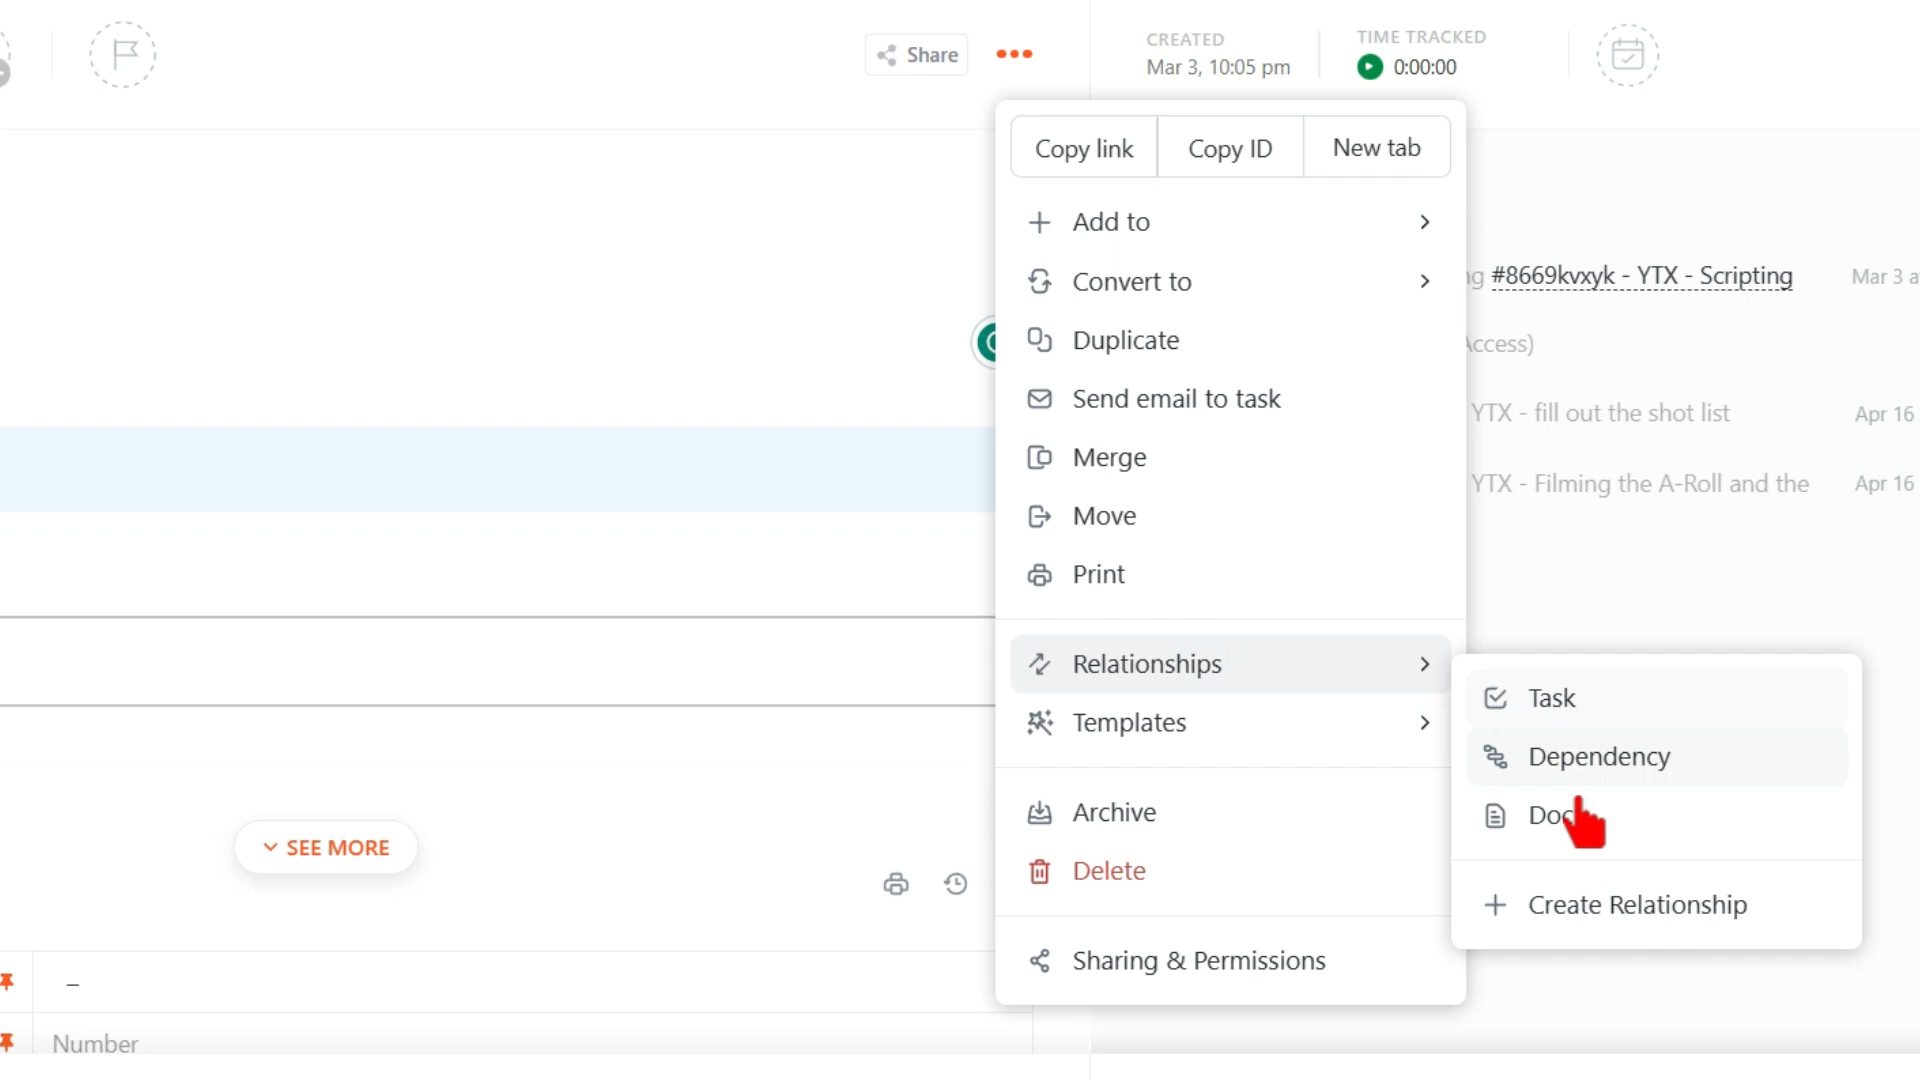 Share
CREATED
Mar 3, 10:05 pm
TIME TRACKED
0:00:00
Copy link
Copy ID
New tab
Add to
Convert to
Duplicate
Send email to task
Merge
Move
Print
Relationships
Templates
Archive
Delete
Sharing & Permissions
Task
Dependency
Create Relationship
#8669kvxyk - YTX - Scripting
Mar 3
YTX - fill out the shot list
Apr 16
YTX - Filming the A-Roll and the
Apr 16
SEE MORE
–
Number